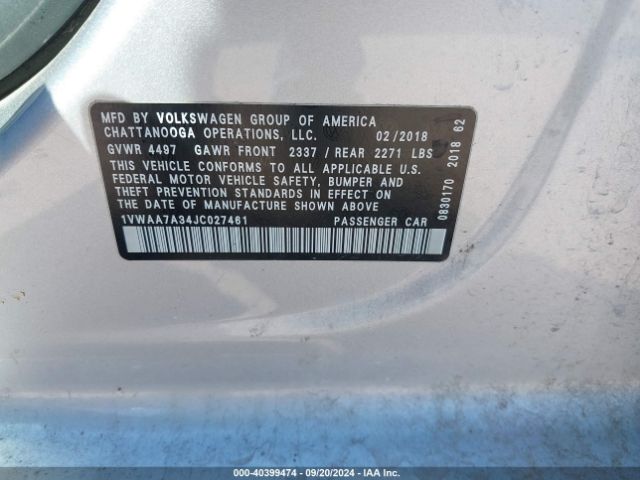 MFD BY VOLKSWAGEN GROUP OF AMERICA
CHATTANOOGA OPERATIONS, LLC. 02/2018
GVWR 4497 GAWR FRONT 2337 / REAR 2271 LBS
THIS VEHICLE CONFORMS TO ALL APPLICABLE U.S.
FEDERAL MOTOR VEHICLE SAFETY, BUMPER AND
THEFT PREVENTION STANDARDS IN EFFECT ON
THE DATE OF MANUFACTURE SHOWN ABOVE
1VWAA7A34JC027461 PASSENGER CAR
0830170 2018 62
000-40399474 - 09/20/2024 - IAAI.COM